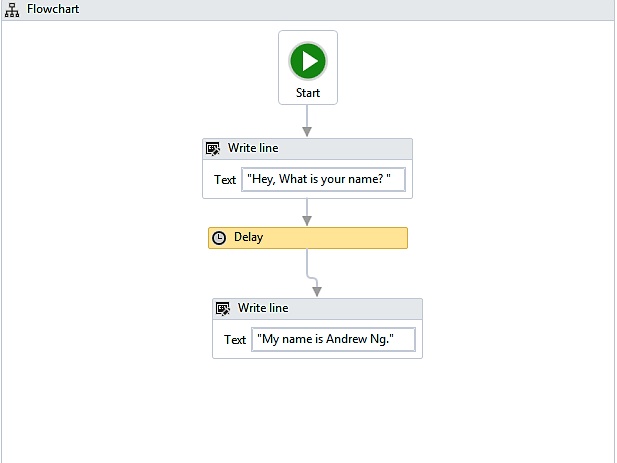 Flowchart
Start
Write line
Text "Hey, What is your name? "
Delay
Write line
Text "My name is Andrew Ng."